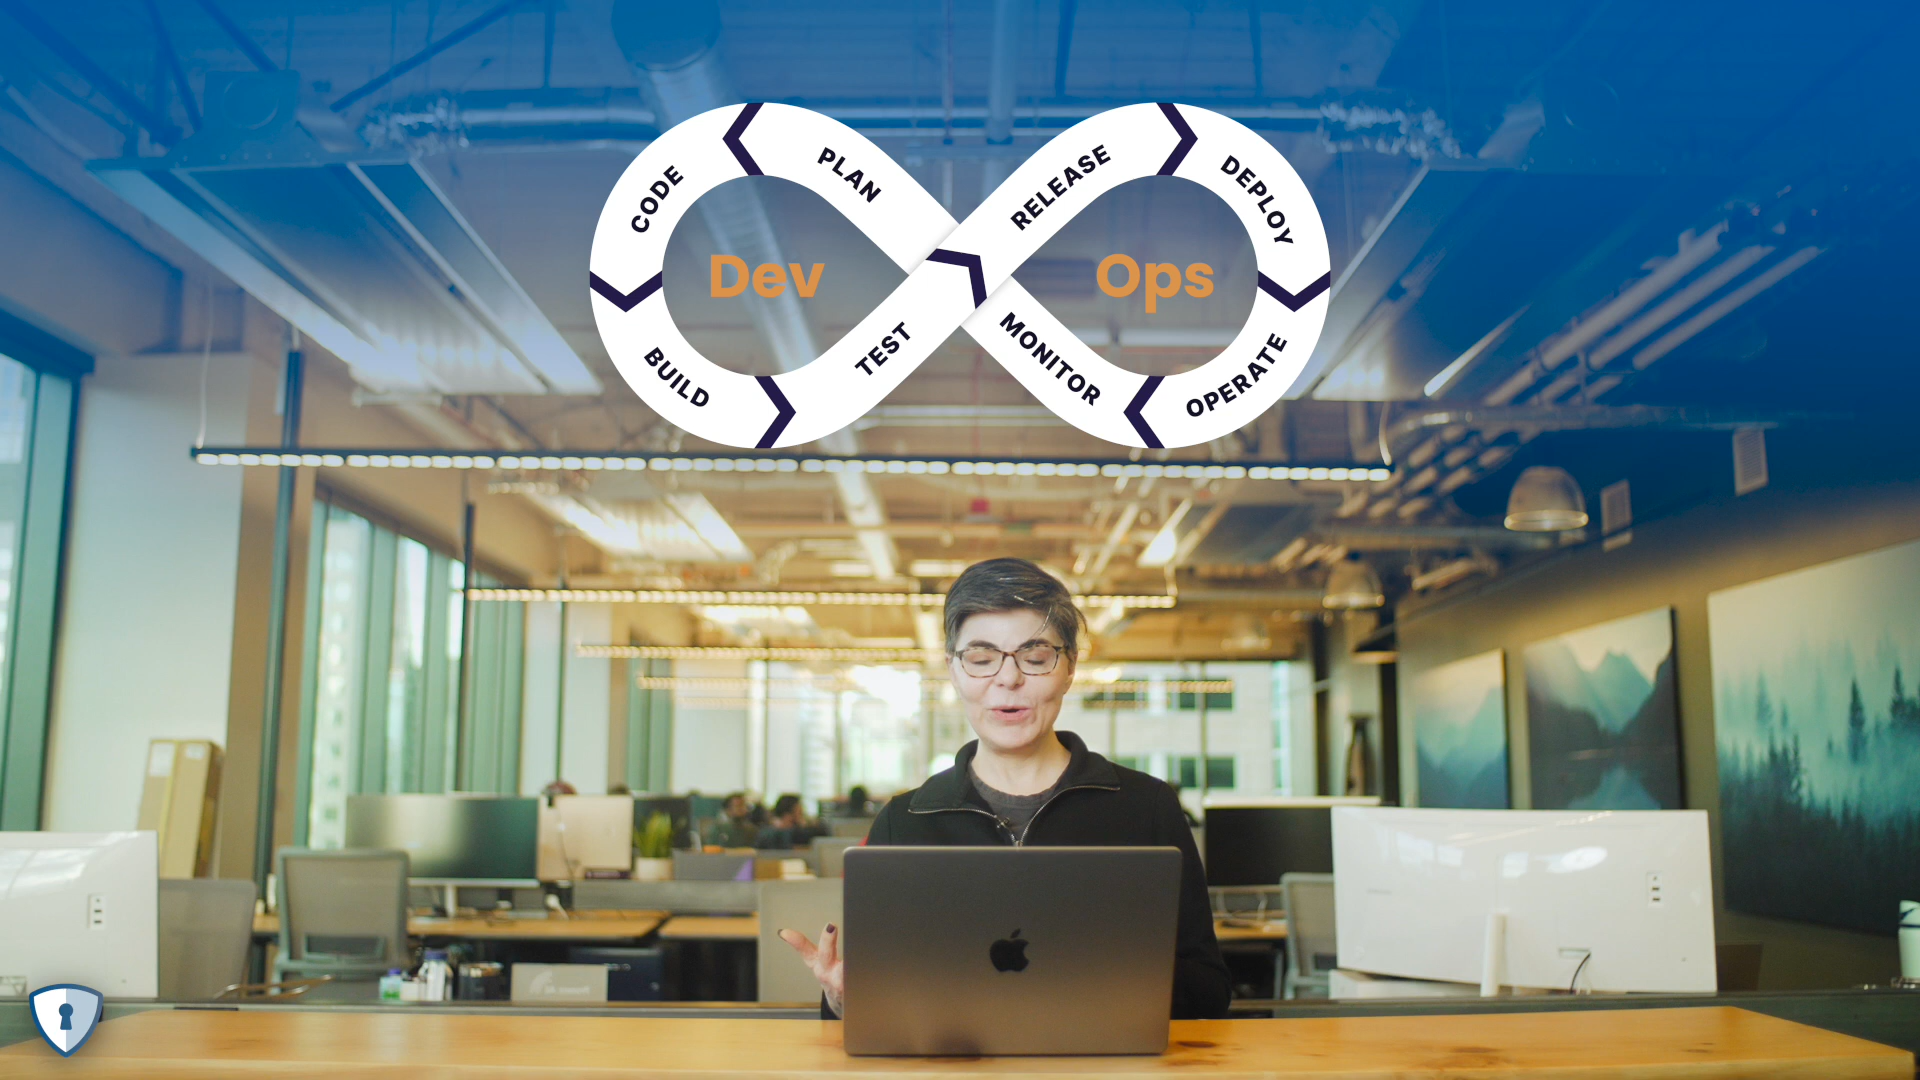 PLAN
CODE
BUILD
TEST
RELEASE
DEPLOY
OPERATE
MONITOR
Dev
Ops